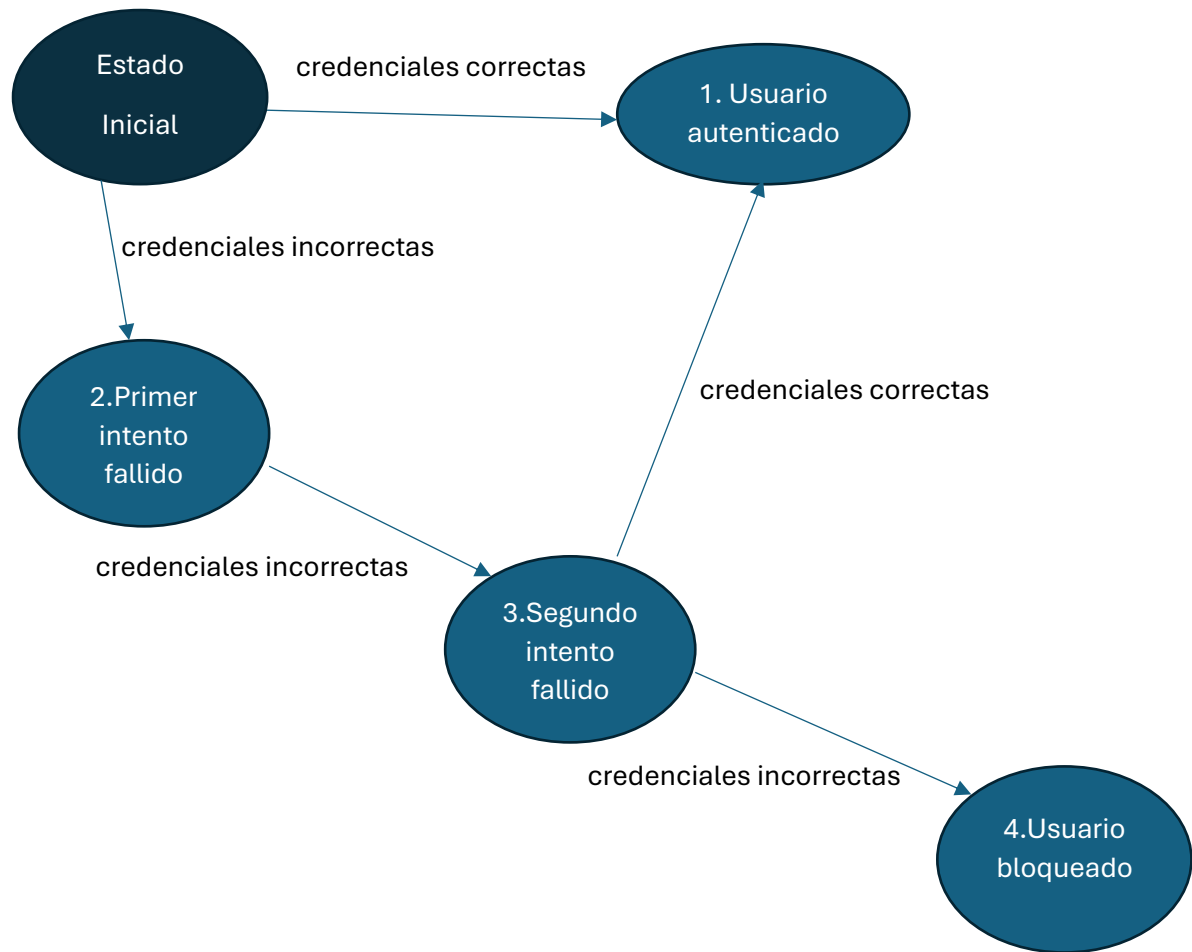 Estado
Inicial
credenciales correctas
1. Usuario
autenticado
credenciales incorrectas
2.Primer
intento
fallido
credenciales correctas
credenciales incorrectas
3.Segundo
intento
fallido
credenciales incorrectas
4.Usuario
bloqueado